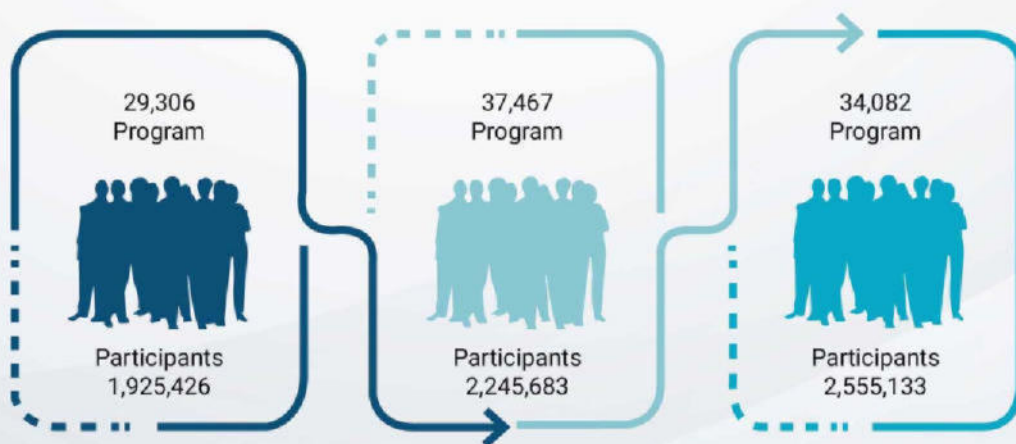 29,306
Program
Participants
1,925,426
37,467
Program
Participants
2,245,683
34,082
Program
Participants
2,555,133